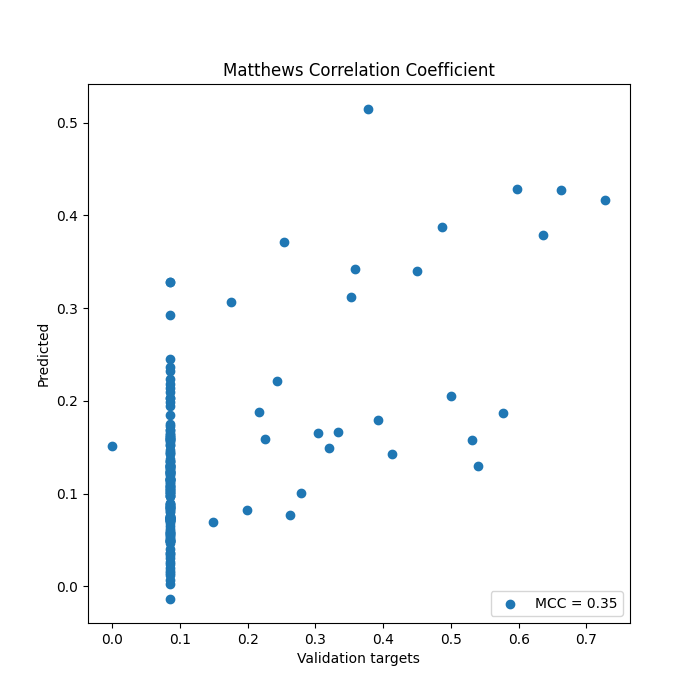 Matthews Correlation Coefficient
0.5
0.4
0.3
0.2
0.1
0.0
Predicted
MCC = 0.35
0.0 0.1 0.2 0.3 0.4 0.5 0.6 0.7
Validation targets